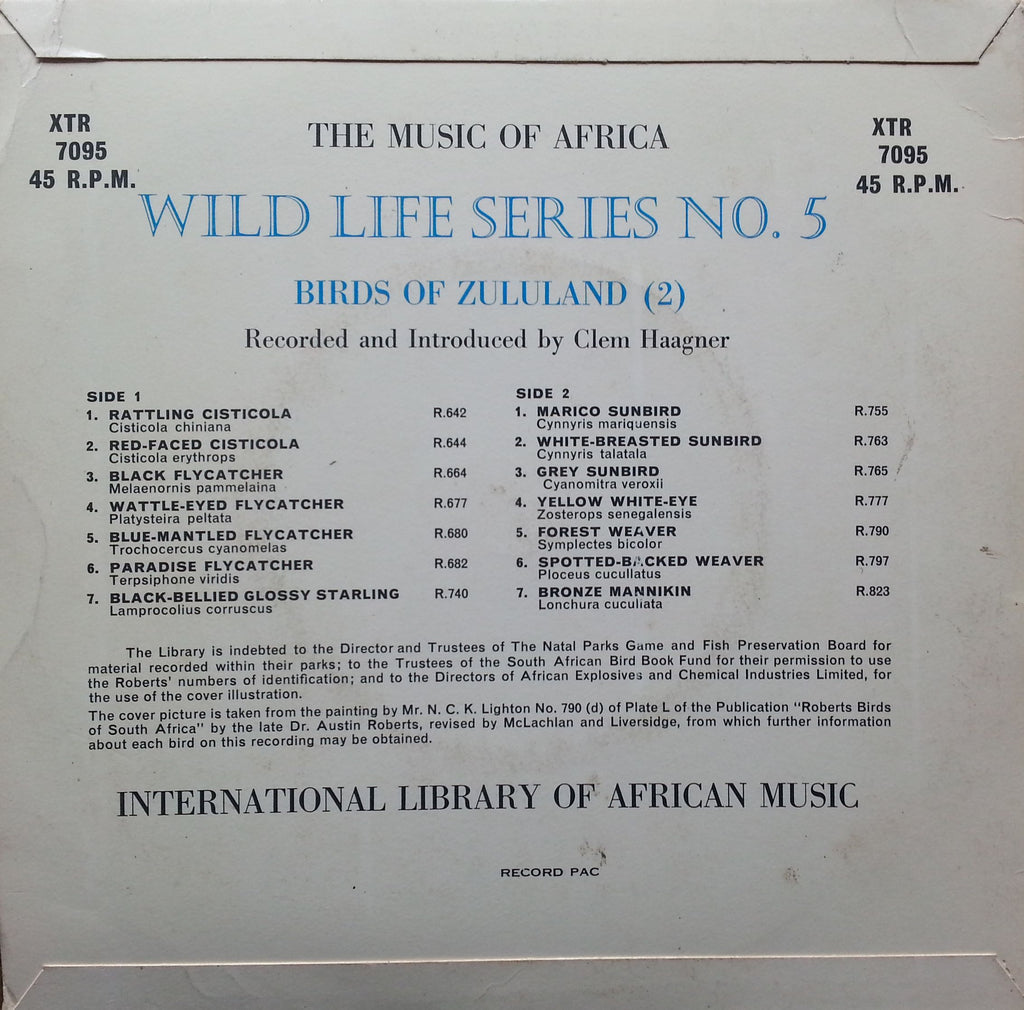 XTR
7095
45 R.P.M.
XTR
7095
45 R.P.M.
THE MUSIC OF AFRICA
WILD LIFE SERIES NO. 5
BIRDS OF ZULULAND (2)
Recorded and Introduced by Clem Haagner
SIDE 1
1. RATTLING CISTICOLA R.642
Cisticola chiniana
2. RED-FACED CISTICOLA R.644
Cisticola erythrops
3. BLACK FLYCATCHER R.664
Melaenornis pammelaina
4. WATTLE-EYED FLYCATCHER R.677
Platysteira peltata
5. BLUE-MANTLED FLYCATCHER R.680
Trochocercus cyanomelas
6. PARADISE FLYCATCHER R.682
Terpsiphone viridis
7. BLACK-BELLIED GLOSSY STARLING R.740
Lamprocolius corruscus
SIDE 2
1. MARICO SUNBIRD R.755
Cynnyris mariquensis
2. WHITE-BREASTED SUNBIRD R.763
Cynnyris talatala
3. GREY SUNBIRD R.765
Cyanomitra veroxii
4. YELLOW WHITE-EYE R.777
Zosterops senegalensis
5. FOREST WEAVER R.790
Symplectes bicolor
6. SPOTTED-BACKED WEAVER R.797
Ploceus cucullatus
7. BRONZE MANNIKIN R.823
Lonchura cucullata
The Library is indebted to the Director and Trustees of The Natal Parks Game and Fish Preservation Board for
material recorded within their parks; to the Trustees of the South African Bird Book Fund for their permission to use
the Roberts' numbers of identification; and to the Directors of African Explosives and Chemical Industries Limited, for
the use of the cover illustration.
The cover picture is taken from the painting by Mr. N. C. K. Lighton No. 790 (d) of Plate L of the Publication "Roberts Birds
of South Africa" by the late Dr. Austin Roberts, revised by McLachlan and Liversidge, from which further information
about each bird on this recording may be obtained.
INTERNATIONAL LIBRARY OF AFRICAN MUSIC
RECORD PAC